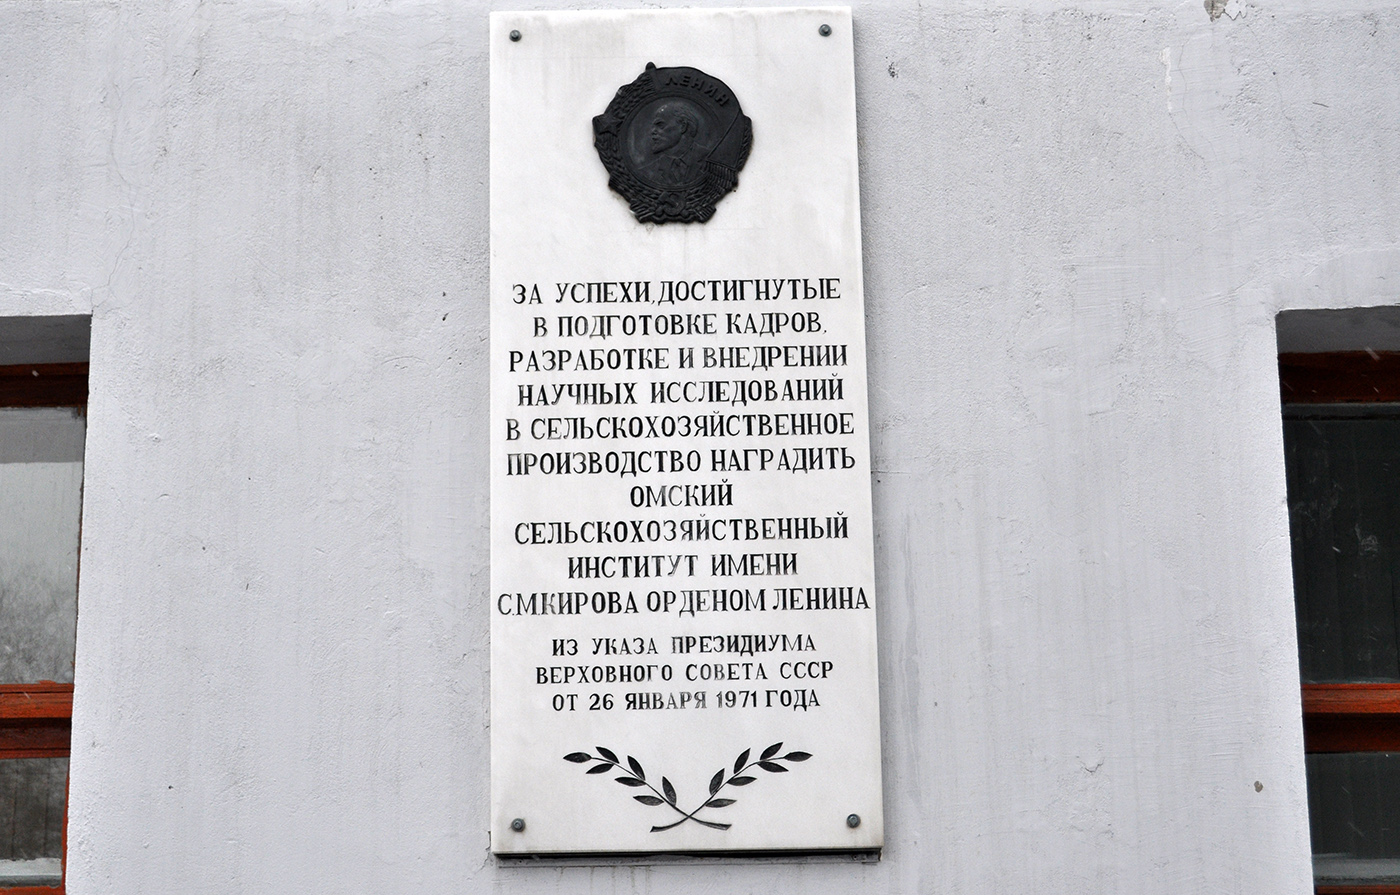 ЛЕНИН
ЗА УСПЕХИ, ДОСТИГНУТЫЕ
В ПОДГОТОВКЕ КАДРОВ,
РАЗРАБОТКЕ И ВНЕДРЕНИИ
НАУЧНЫХ ИССЛЕДОВАНИЙ
В СЕЛЬСКОХОЗЯЙСТВЕННОЕ
ПРОИЗВОДСТВО НАГРАДИТЬ
ОМСКИЙ
СЕЛЬСКОХОЗЯЙСТВЕННЫЙ
ИНСТИТУТ ИМЕНИ
С.М.КИРОВА ОРДЕНОМ ЛЕНИНА
ИЗ УКАЗА ПРЕЗИДИУМА
ВЕРХОВНОГО СОВЕТА СССР
ОТ 26 ЯНВАРЯ 1971 ГОДА